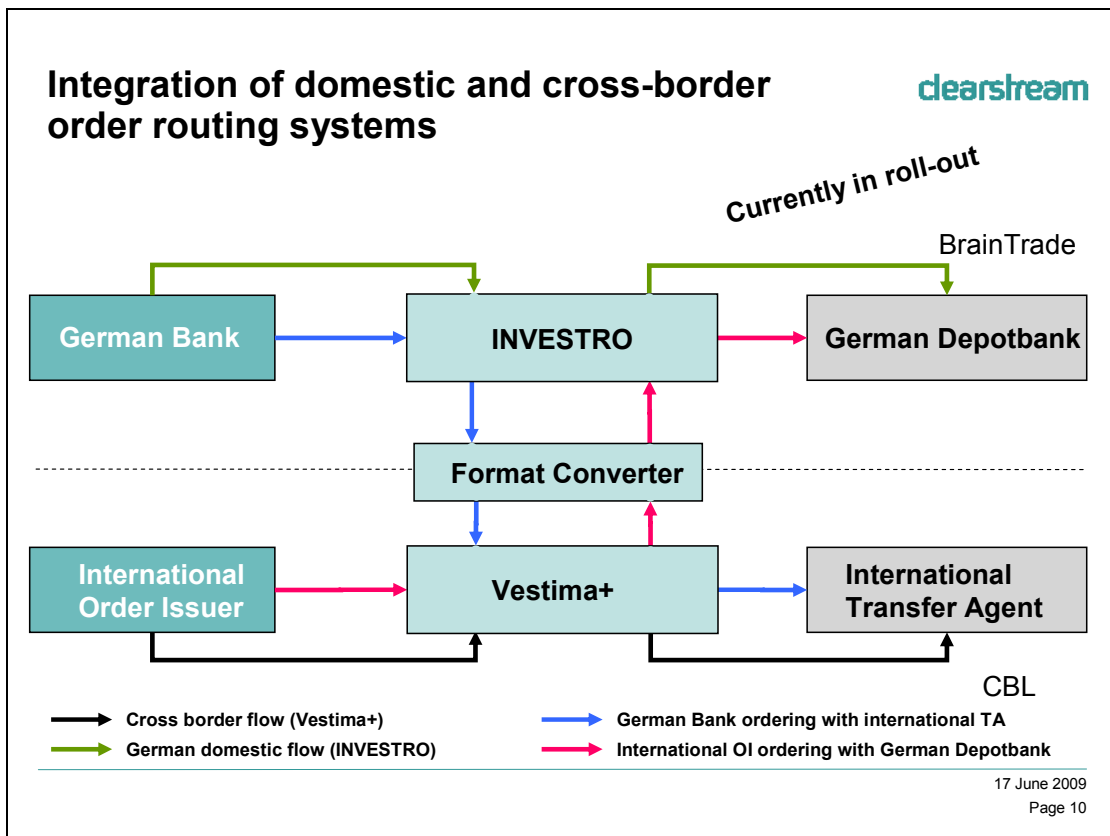 Integration of domestic and cross-border
order routing systems
clearstream
Currently in roll-out
BrainTrade
German Bank
INVESTRO
German Depotbank
Format Converter
International
Order Issuer
Vestima+
International
Transfer Agent
CBL
Cross border flow (Vestima+)
German Bank ordering with international TA
German domestic flow (INVESTRO)
International OI ordering with German Depotbank
17 June 2009
Page 10